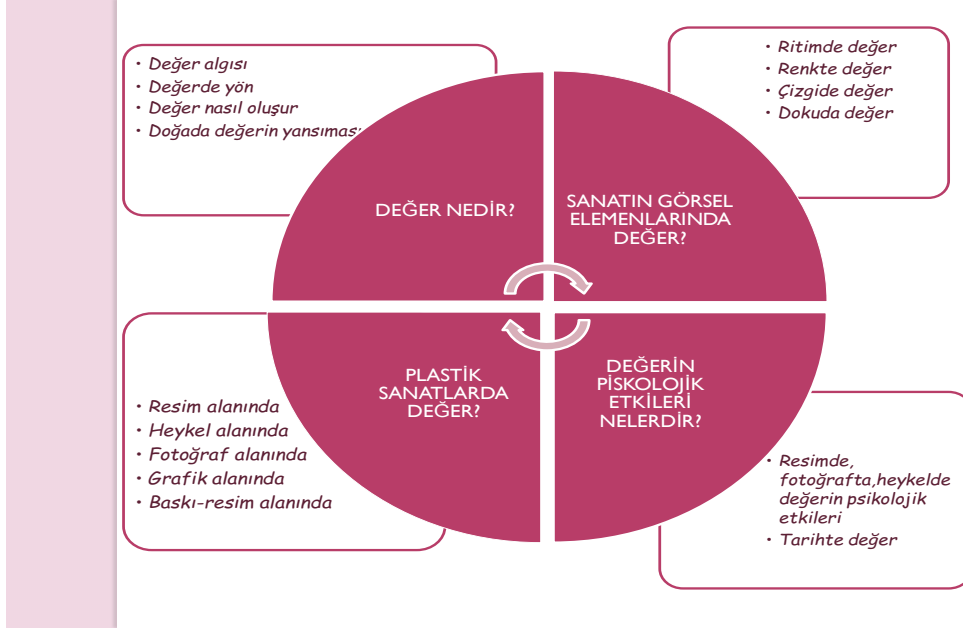 • Değer algısı
• Değerde yön
• Değer nasıl oluşur
• Doğada değerin yansıması
DEĞER NEDİR?
• Ritimde değer
• Renkte değer
• Çizgide değer
• Dokuda değer
SANATIN GÖRSEL
ELEMENLARINDA
DEĞER?
PLASTİK
SANATLARDA
DEĞER?
• Resim alanında
• Heykel alanında
• Fotoğraf alanında
• Grafik alanında
• Baskı-resim alanında
DEĞERİN
PİSKOLOJİK
ETKİLERİ
NELERDİR?
• Resimde,
fotoğrafta,heykelde
değerin psikolojik
etkileri
• Tarihte değer